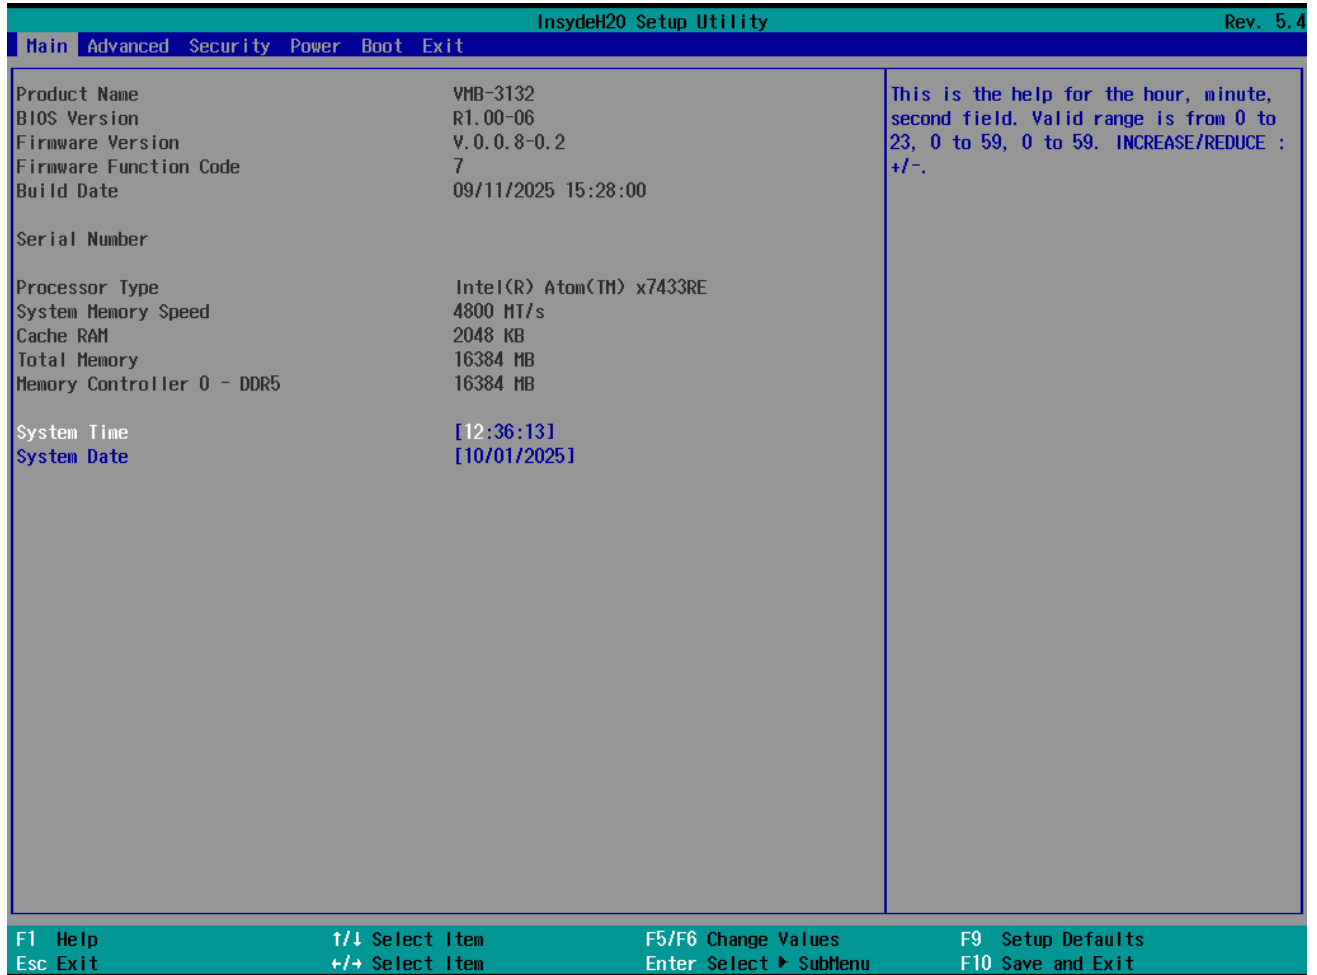 InsydeH20 Setup Utility Rev. 5.4
Main Advanced Security Power Boot Exit
Product Name VMB-3132
BIOS Version R1.00-06
Firmware Version V.0.0.8-0.2
Firmware Function Code 7
Build Date 09/11/2025 15:28:00
Serial Number
Processor Type Intel(R) Atom(TM) x7433RE
System Memory Speed 4800 MT/s
Cache RAM 2048 KB
Total Memory 16384 MB
Memory Controller 0 - DDR5 16384 MB
System Time [12:36:13]
System Date [10/01/2025]
This is the help for the hour, minute,
second field. Valid range is from 0 to
23, 0 to 59, 0 to 59. INCREASE/REDUCE :
+/-.
F1 Help ↑/↓ Select Item F5/F6 Change Values F9 Setup Defaults
Esc Exit ←/→ Select Item Enter Select ▶ SubMenu F10 Save and Exit